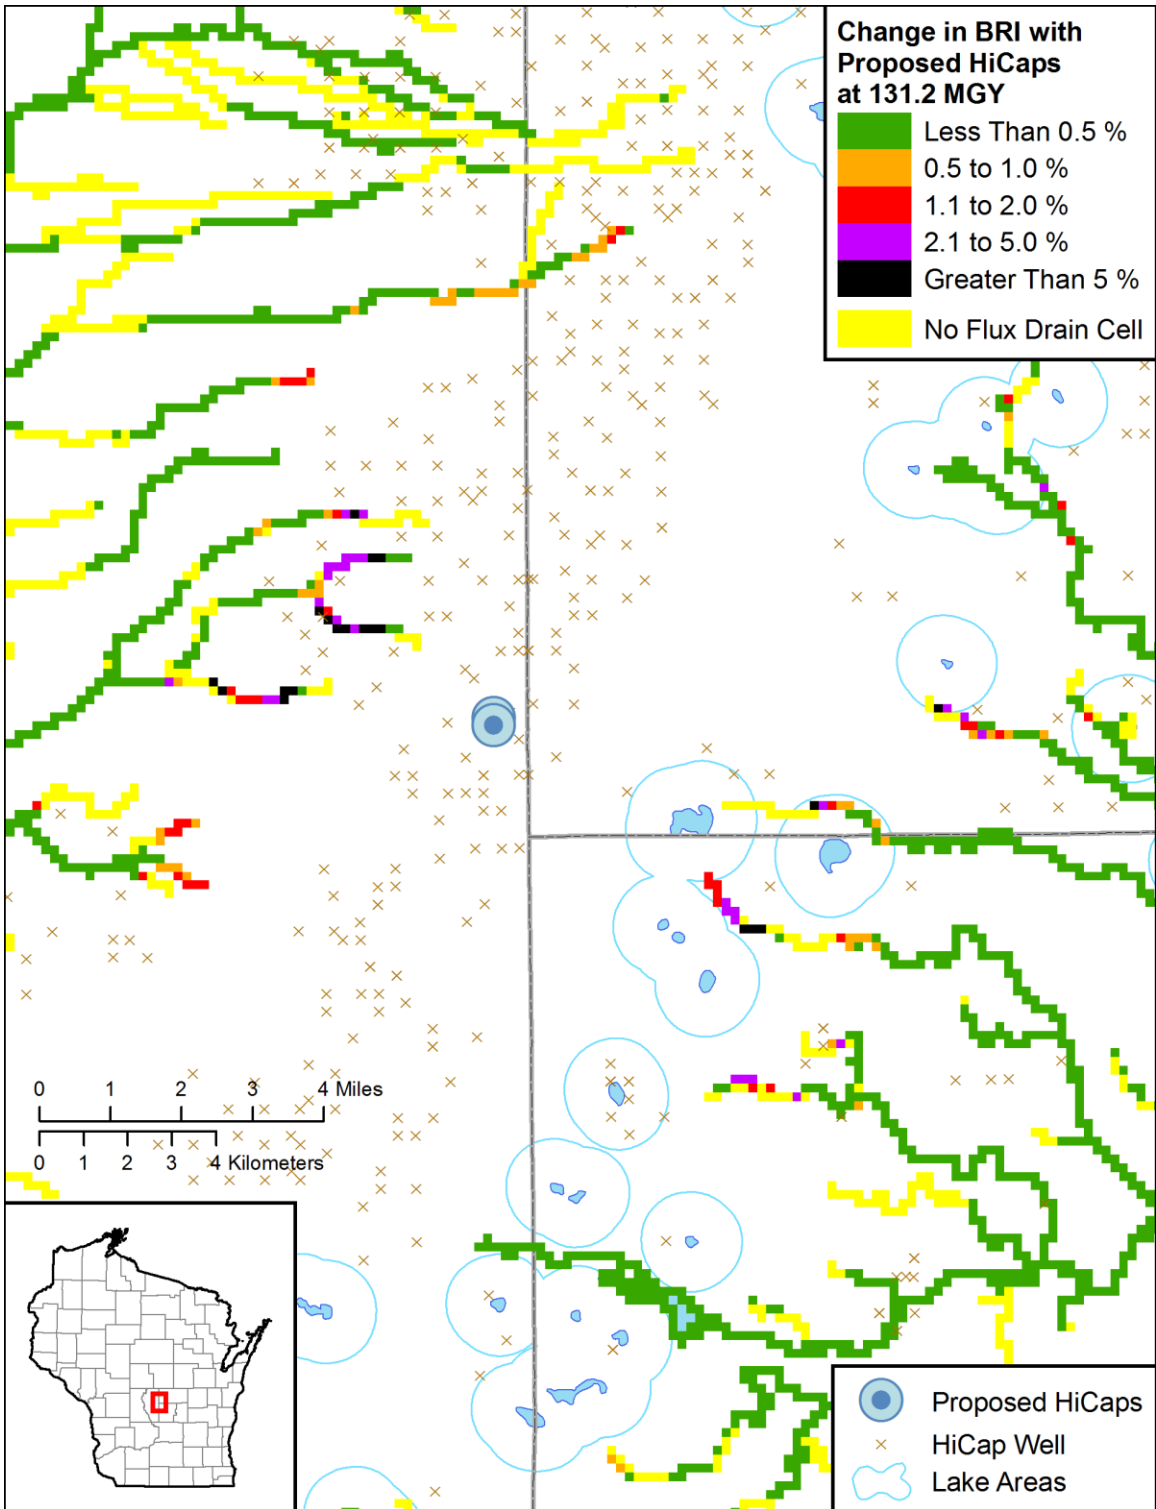 Change in BRI with
Proposed HiCaps
at 131.2 MGY
Less Than 0.5 %
0.5 to 1.0 %
1.1 to 2.0 %
2.1 to 5.0 %
Greater Than 5 %
No Flux Drain Cell
0 1 2 3 4 Miles
0 1 2 3 4 Kilometers
Proposed HiCaps
HiCap Well
Lake Areas